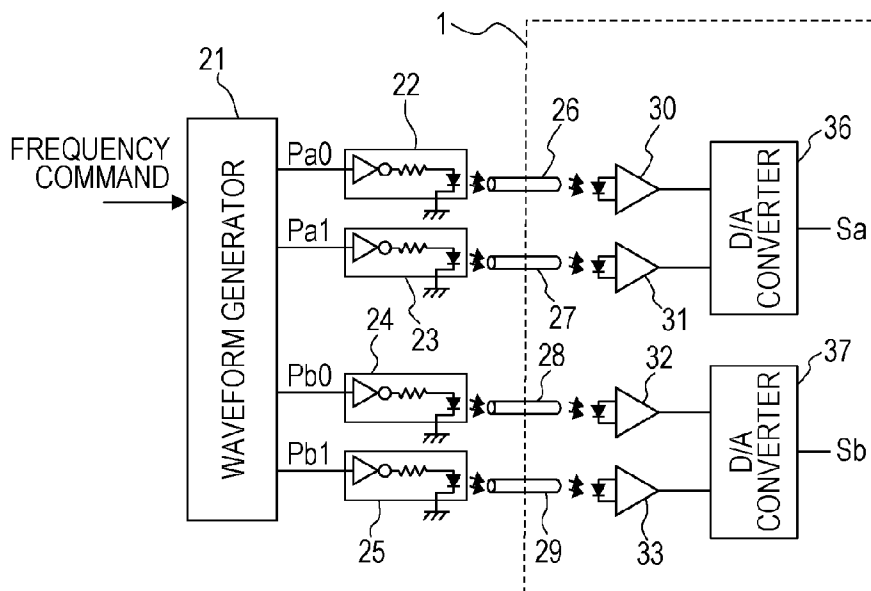 1
21
22
26
30
36
FREQUENCY
COMMAND
WAVEFORM GENERATOR
Pa0
D/A
CONVERTER
Sa
Pa1
23
27
31
24
28
32
37
Pb0
D/A
CONVERTER
Sb
Pb1
25
29
33